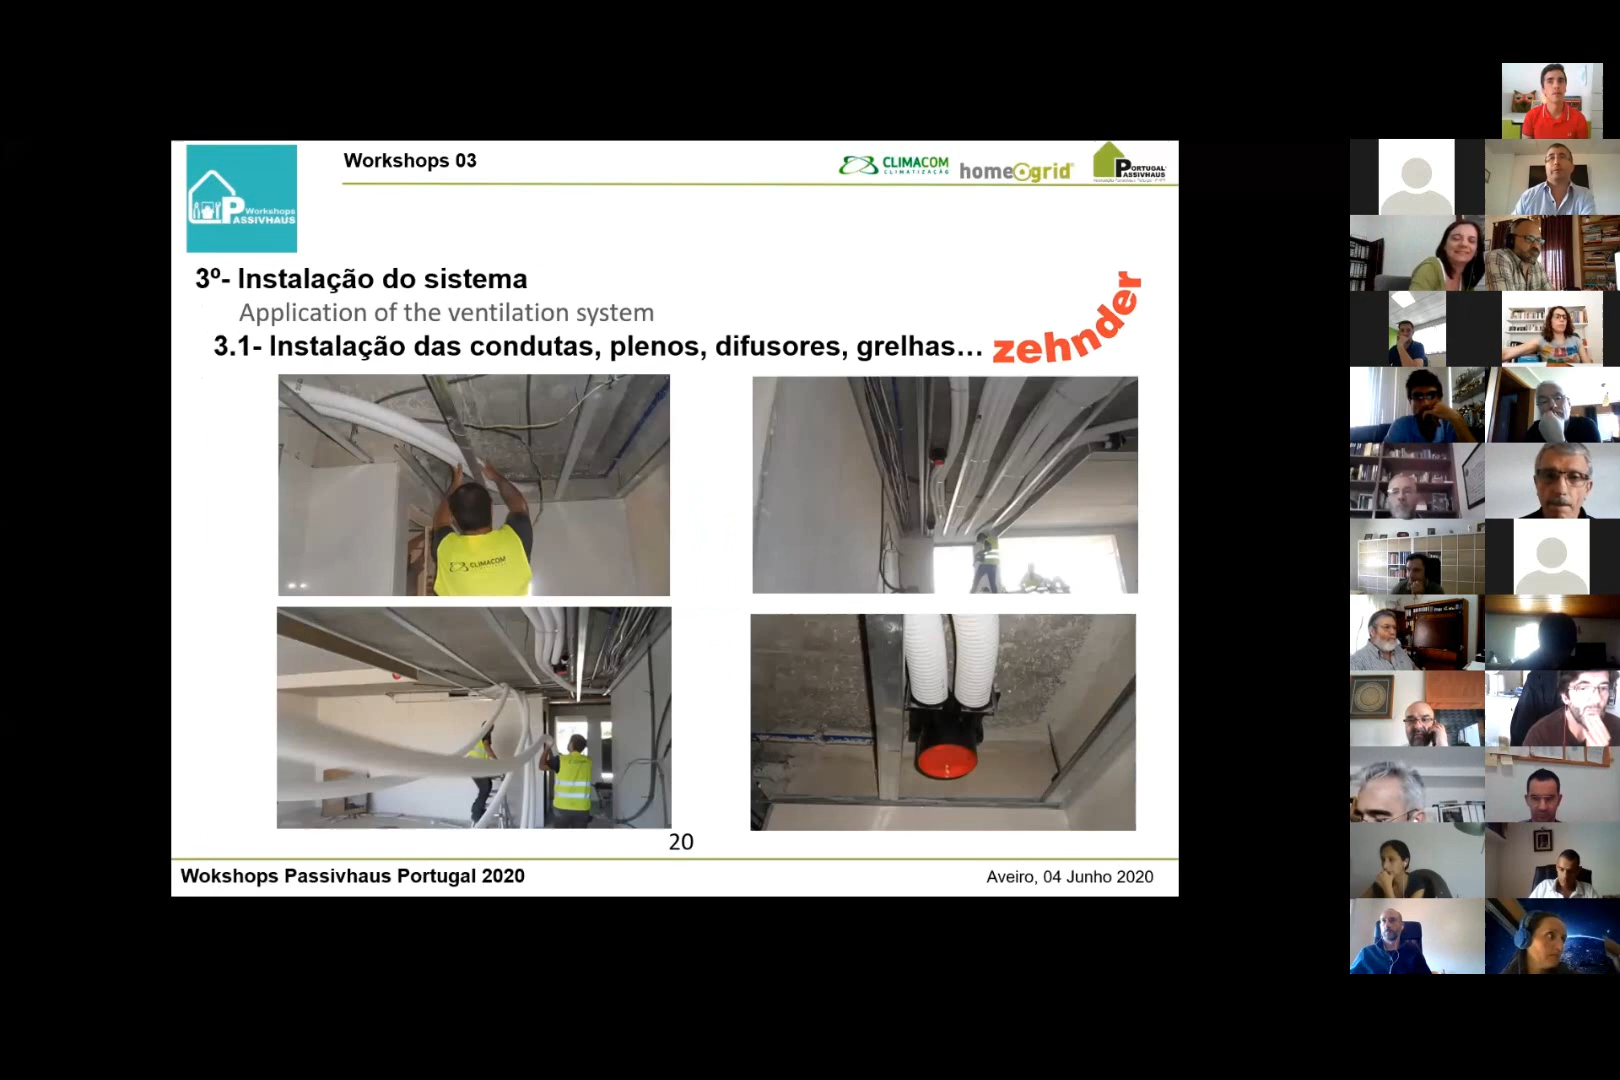 Workshops 03
CLIMACOM
CLIMATIZAÇÃO
homegrid
PORTUGAL
PASSIVHAUS
Workshops
PASSIVHAUS
3º- Instalação do sistema
Application of the ventilation system
3.1- Instalação das condutas, plenos, difusores, grelhas...
zehnder
CLIMACOM
20
Wokshops Passivhaus Portugal 2020
Aveiro, 04 Junho 2020